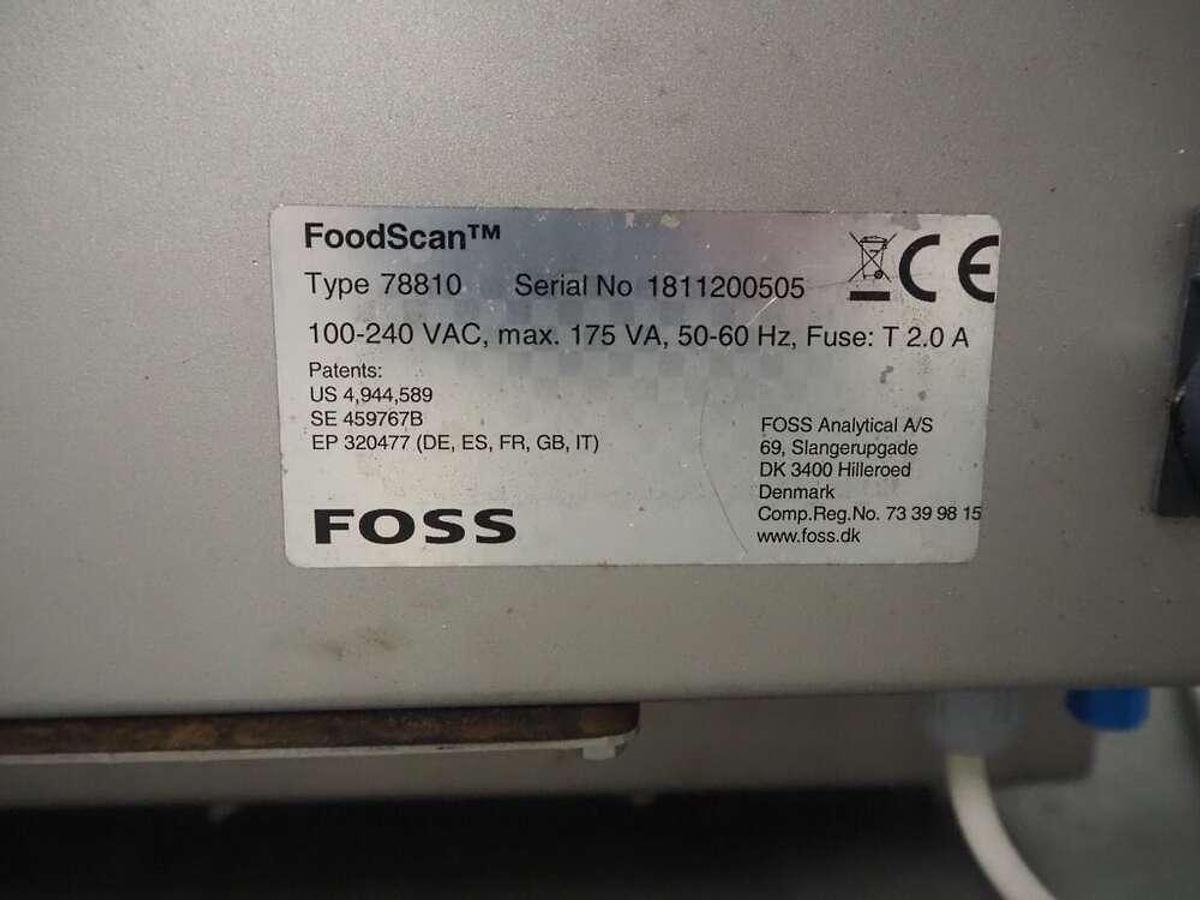 FoodScan™
Type 78810 Serial No 1811200505
CE
100-240 VAC, max. 175 VA, 50-60 Hz, Fuse: T 2.0 A
Patents:
US 4,944,589
SE 459767B
EP 320477 (DE, ES, FR, GB, IT)
FOSS
FOSS Analytical A/S
69, Slangerupgade
DK 3400 Hilleroed
Denmark
Comp.Reg.No. 73 39 98 15
www.foss.dk